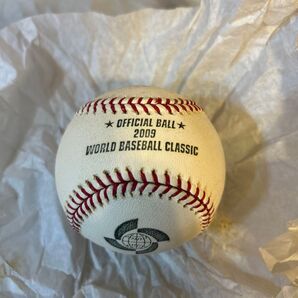 ★ OFFICIAL BALL ★
2009
WORLD BASEBALL CLASSIC